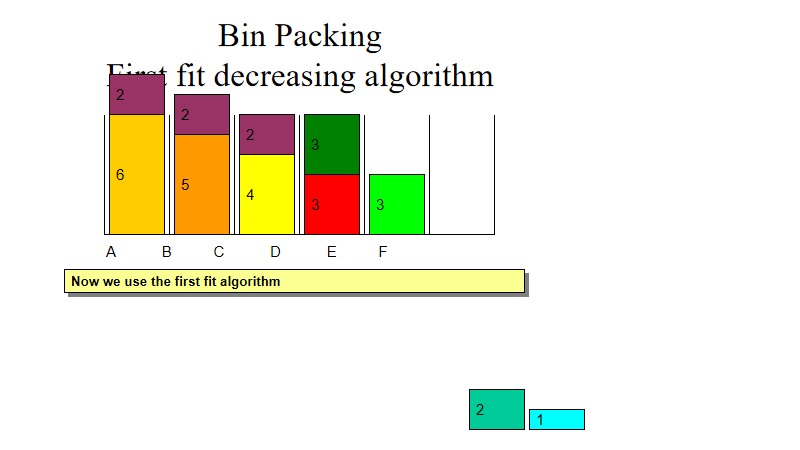 Bin Packing
First fit decreasing algorithm
2
2
2
3
6
5
4
3
3
A B C D E F
Now we use the first fit algorithm
2
1